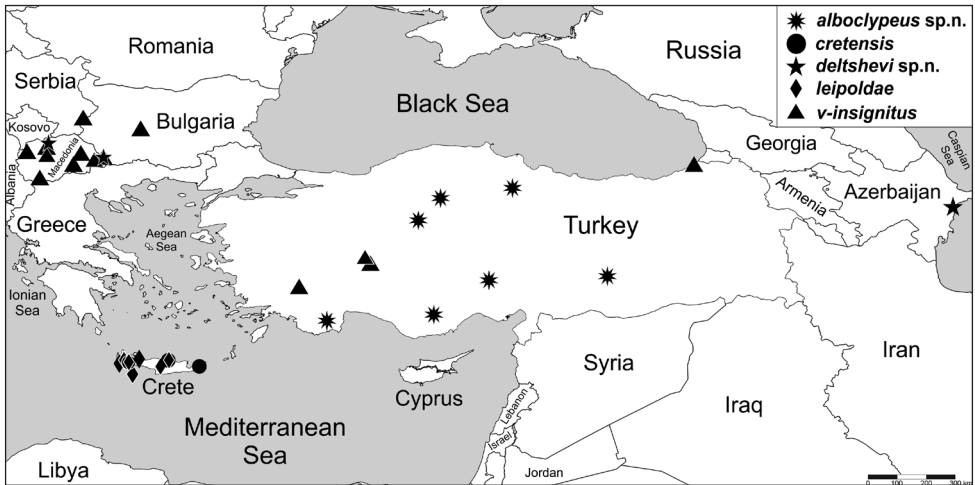 Romania
Russia
alboclypeus sp.n.
cretensis
deltshevi sp.n.
leipoldae
v-insignitus
Serbia
Black Sea
Bulgaria
Kosovo
Macedonia
Albania
Georgia
Caspian
Sea
Armenia
Azerbaijan
Greece
Aegean
Sea
Turkey
Ionian
Sea
Crete
Cyprus
Syria
Iran
Lebanon
Israel
Iraq
Mediterranean
Sea
Libya
Jordan
0 100 200 300 km